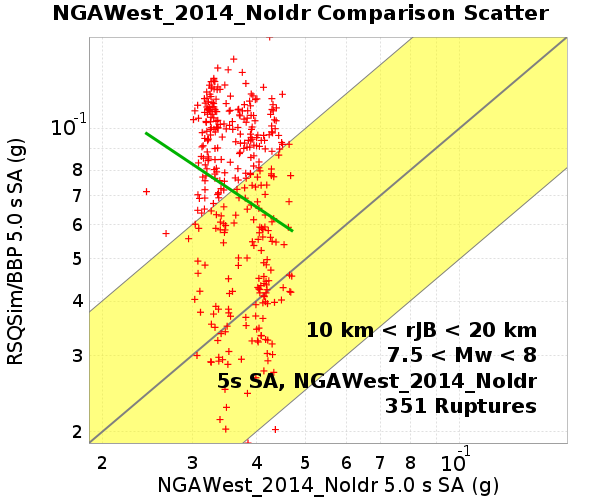 NGAWest_2014_NoIdr Comparison Scatter
RSQSim/BBP 5.0 s SA (g)
10⁻¹
8
7
6
5
4
3
2
10 km < rJB < 20 km
7.5 < Mw < 8
5s SA, NGAWest_2014_NoIdr
351 Ruptures
2 3 4 5 6 7 8 10⁻¹
NGAWest_2014_NoIdr 5.0 s SA (g)